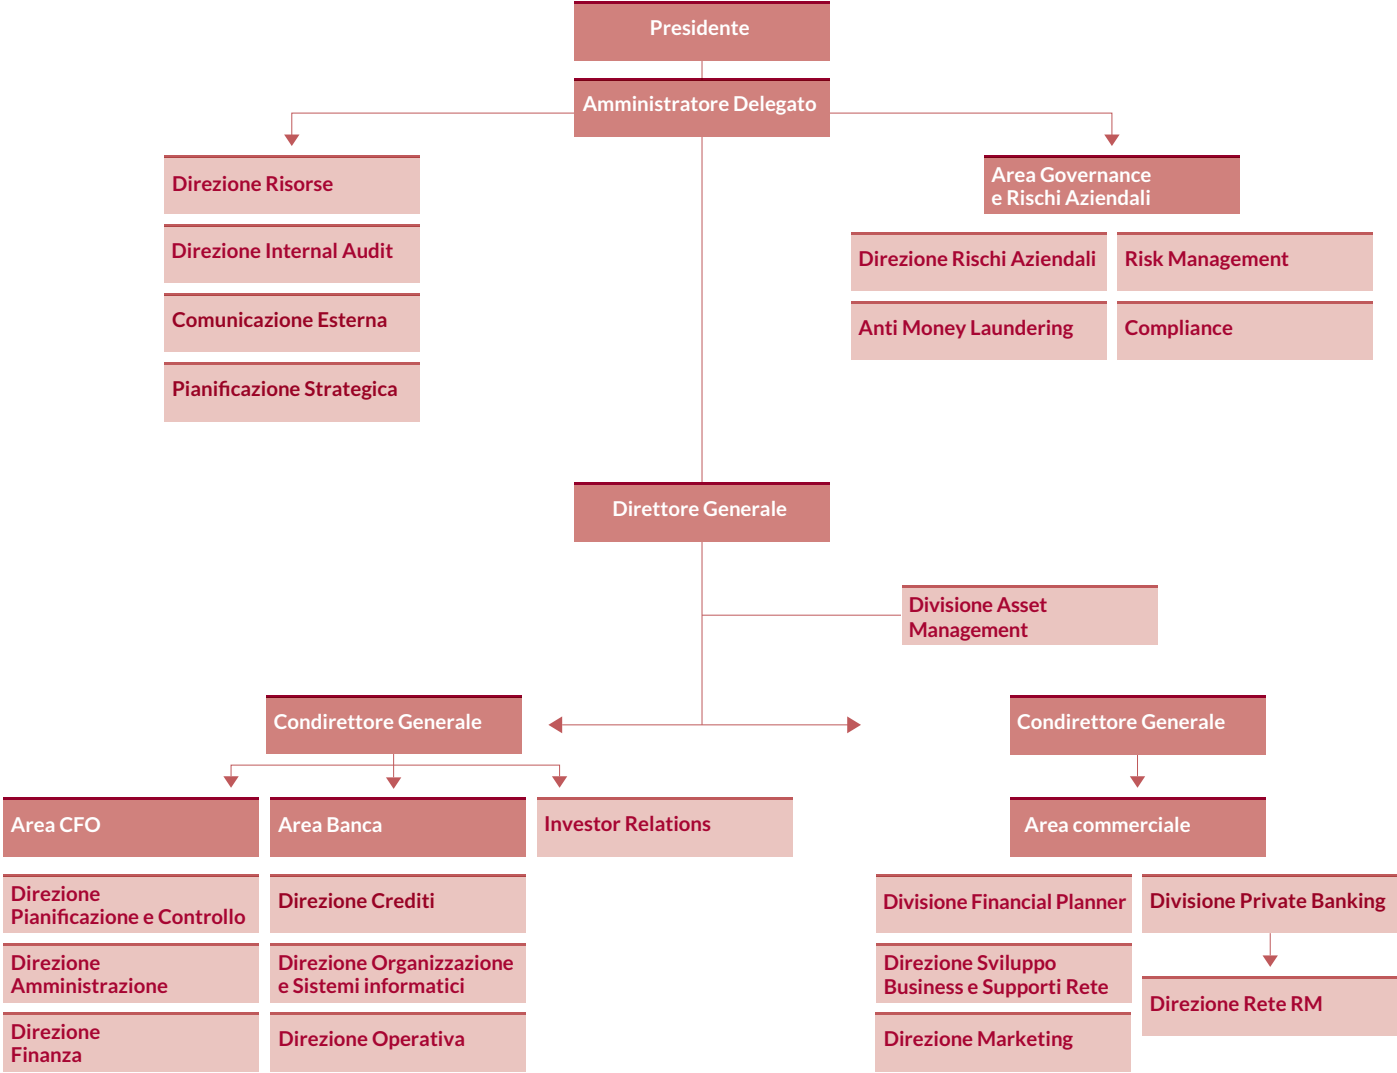 Presidente
Amministratore Delegato
Direzione Risorse
Direzione Internal Audit
Comunicazione Esterna
Pianificazione Strategica
Area Governance
e Rischi Aziendali
Direzione Rischi Aziendali
Risk Management
Anti Money Laundering
Compliance
Direttore Generale
Divisione Asset
Management
Condirettore Generale
Condirettore Generale
Area CFO
Area Banca
Investor Relations
Area commerciale
Direzione
Pianificazione e Controllo
Direzione
Amministrazione
Direzione
Finanza
Direzione Crediti
Direzione Organizzazione
e Sistemi informatici
Direzione Operativa
Divisione Financial Planner
Direzione Sviluppo
Business e Supporti Rete
Direzione Marketing
Divisione Private Banking
Direzione Rete RM